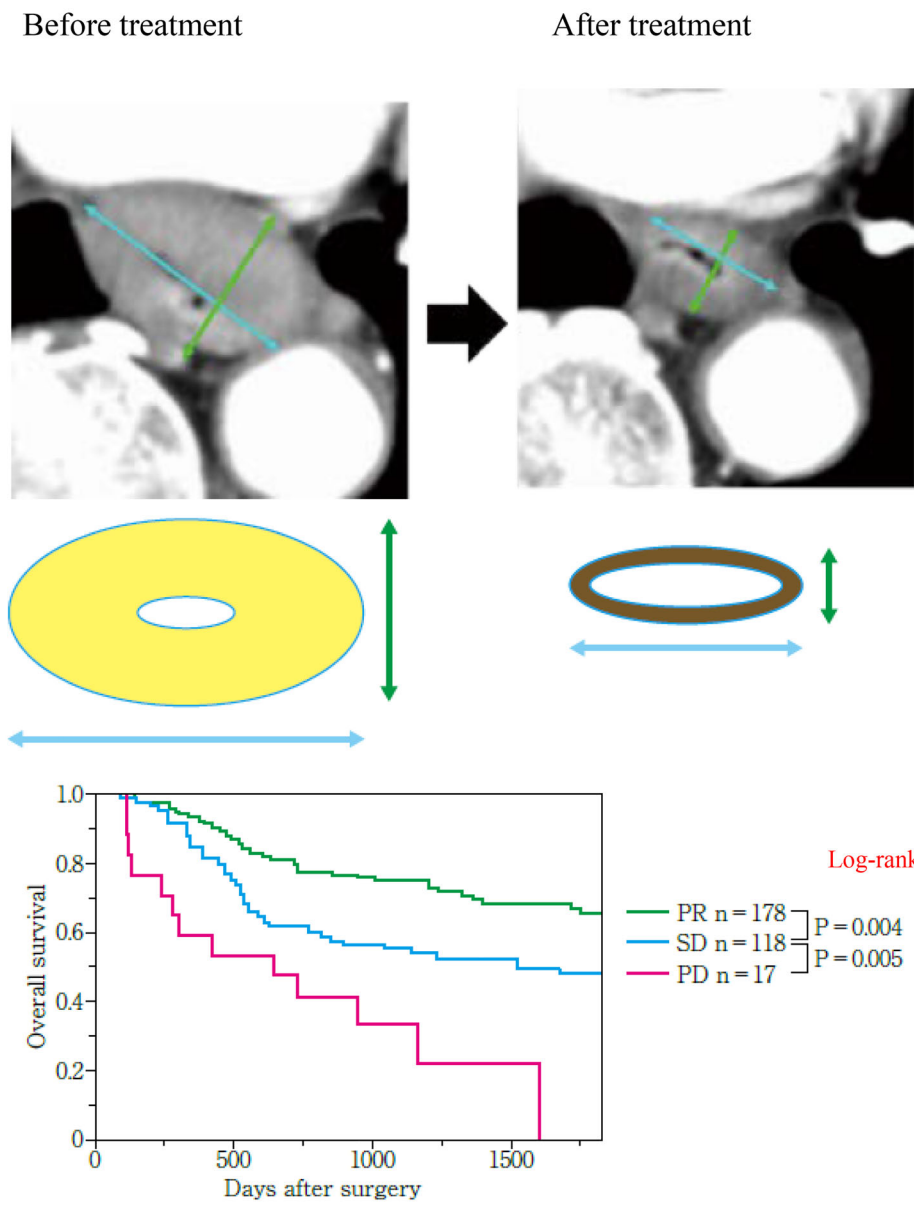 Before treatment
After treatment
1.0
0.8
0.6
0.4
0.2
0
Overall survival
0
500
1000
1500
Days after surgery
Log-rank
PR n = 178
SD n = 118
PD n = 17
P = 0.004
P = 0.005